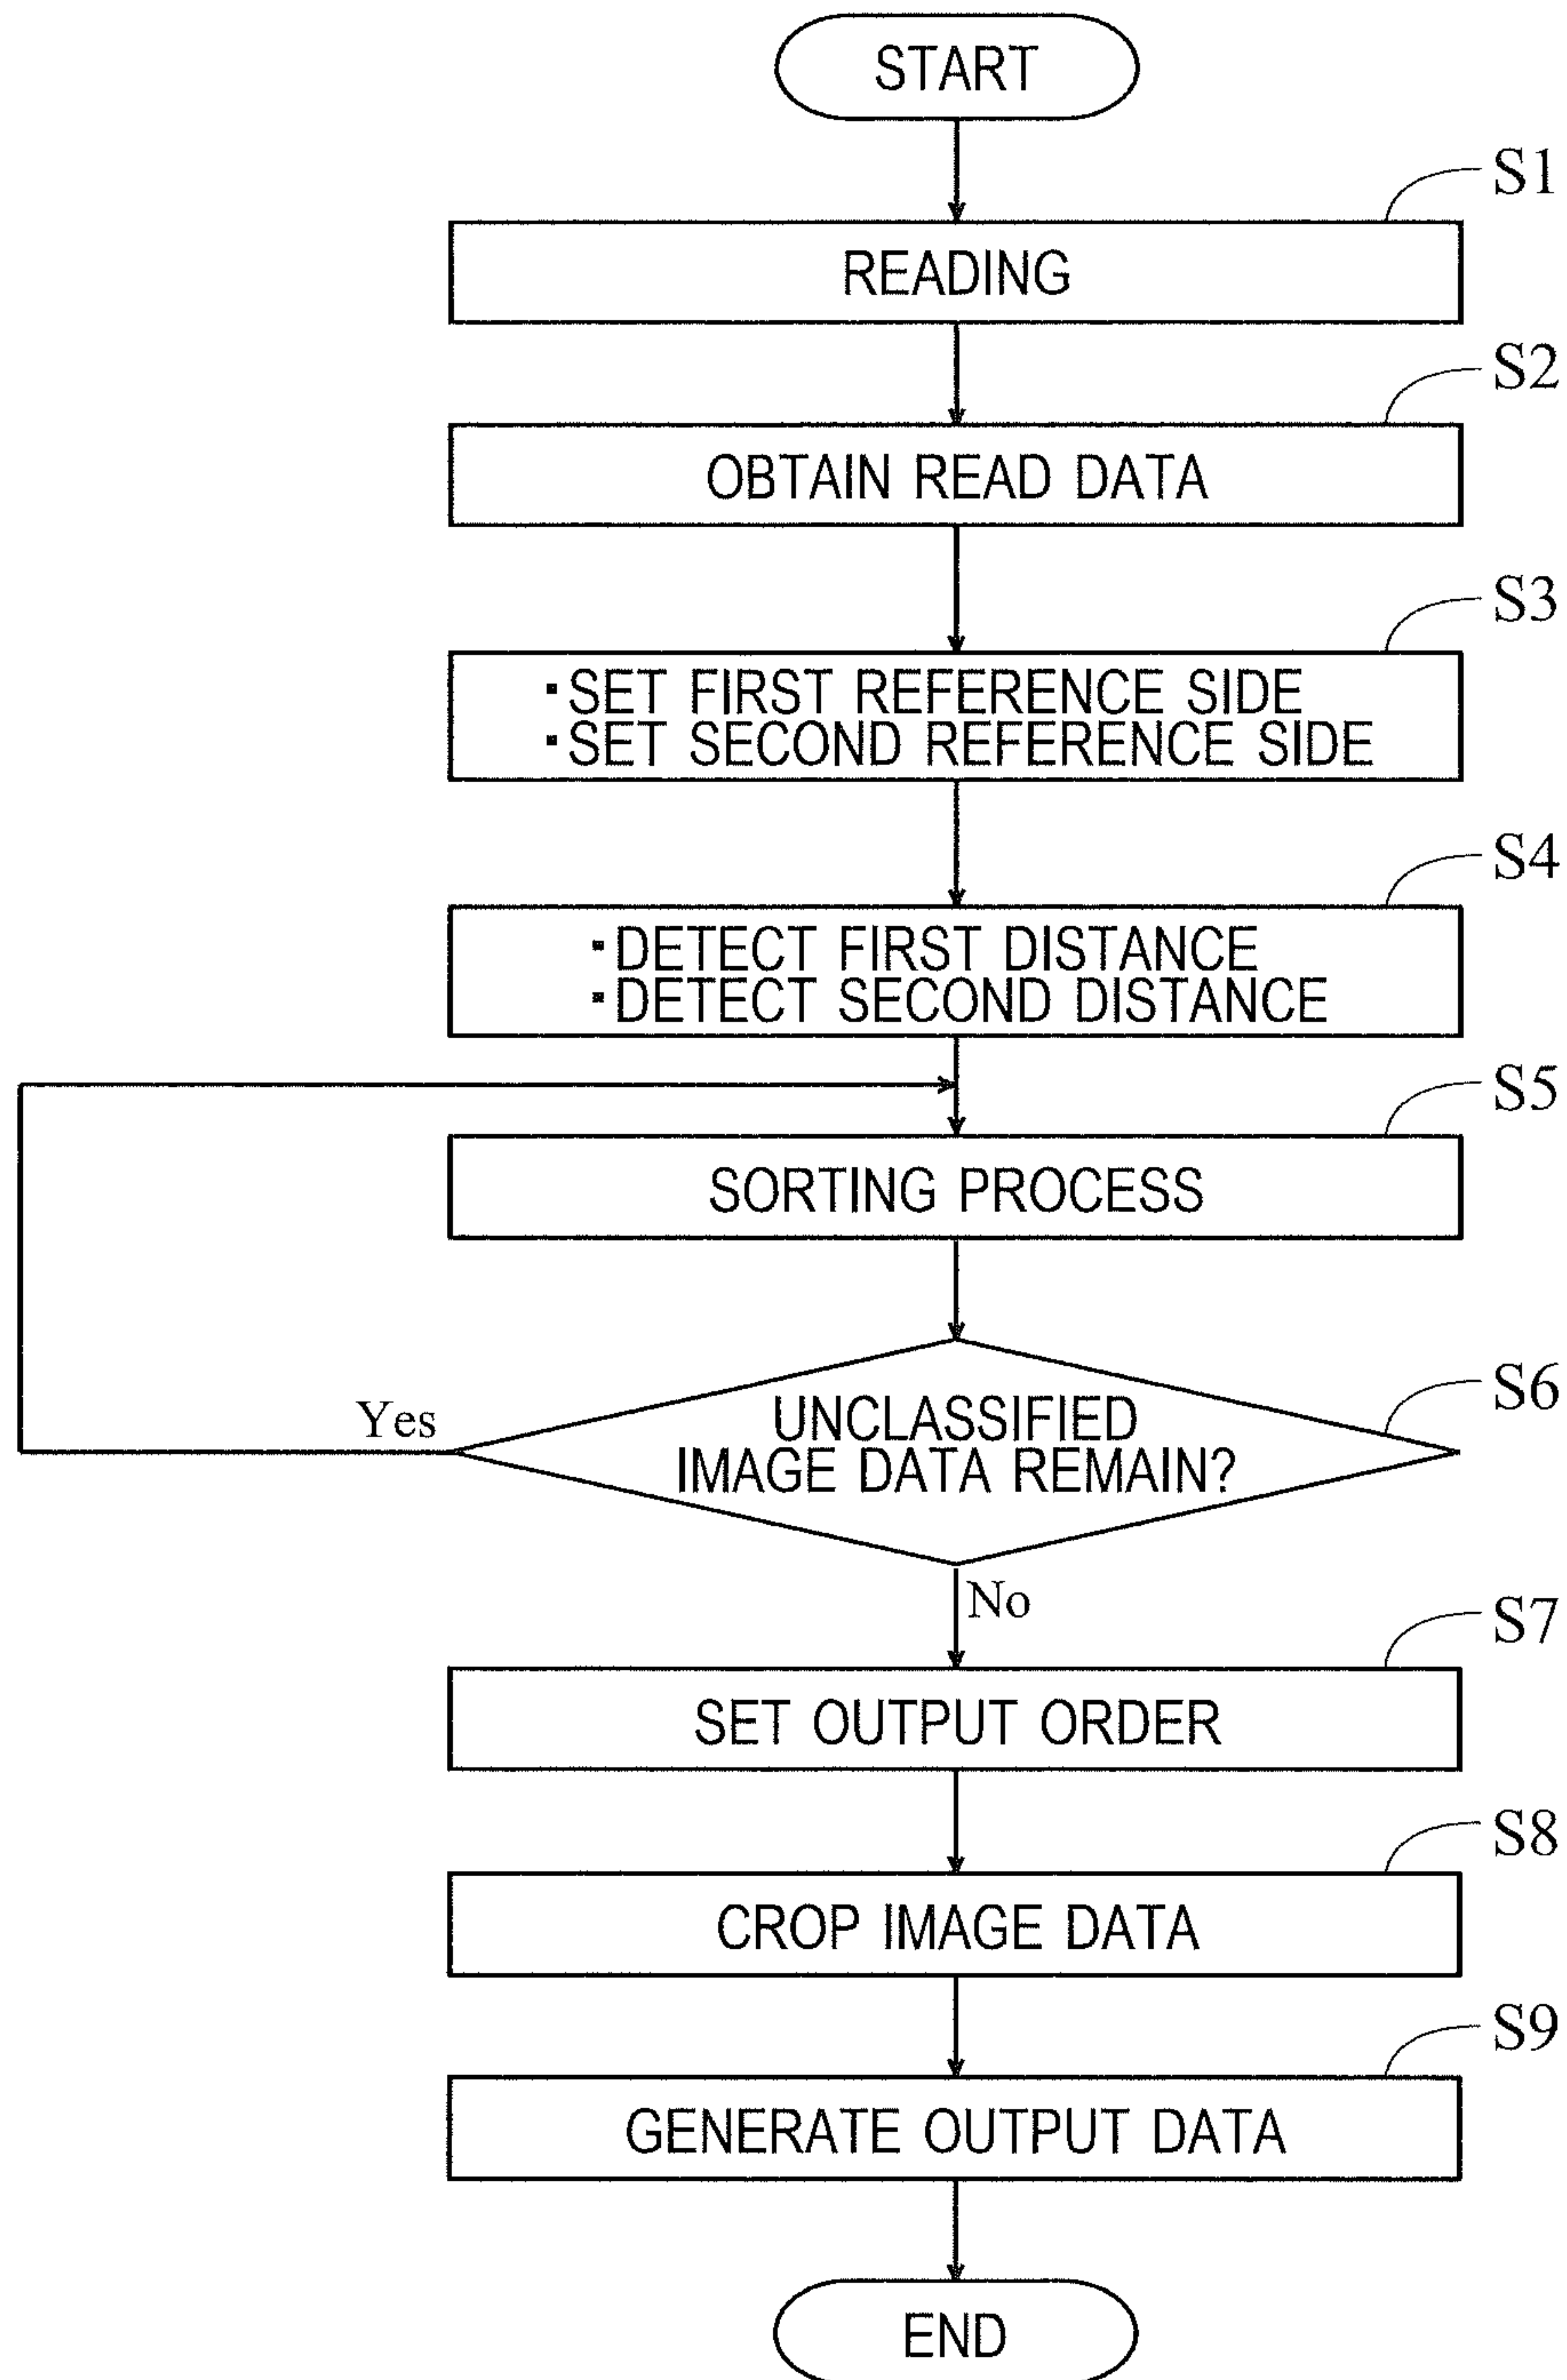 START
S1
READING
S2
OBTAIN READ DATA
S3
▪SET FIRST REFERENCE SIDE
▪SET SECOND REFERENCE SIDE
S4
▪DETECT FIRST DISTANCE
▪DETECT SECOND DISTANCE
S5
SORTING PROCESS
S6
UNCLASSIFIED
IMAGE DATA REMAIN?
Yes
No
S7
SET OUTPUT ORDER
S8
CROP IMAGE DATA
S9
GENERATE OUTPUT DATA
END